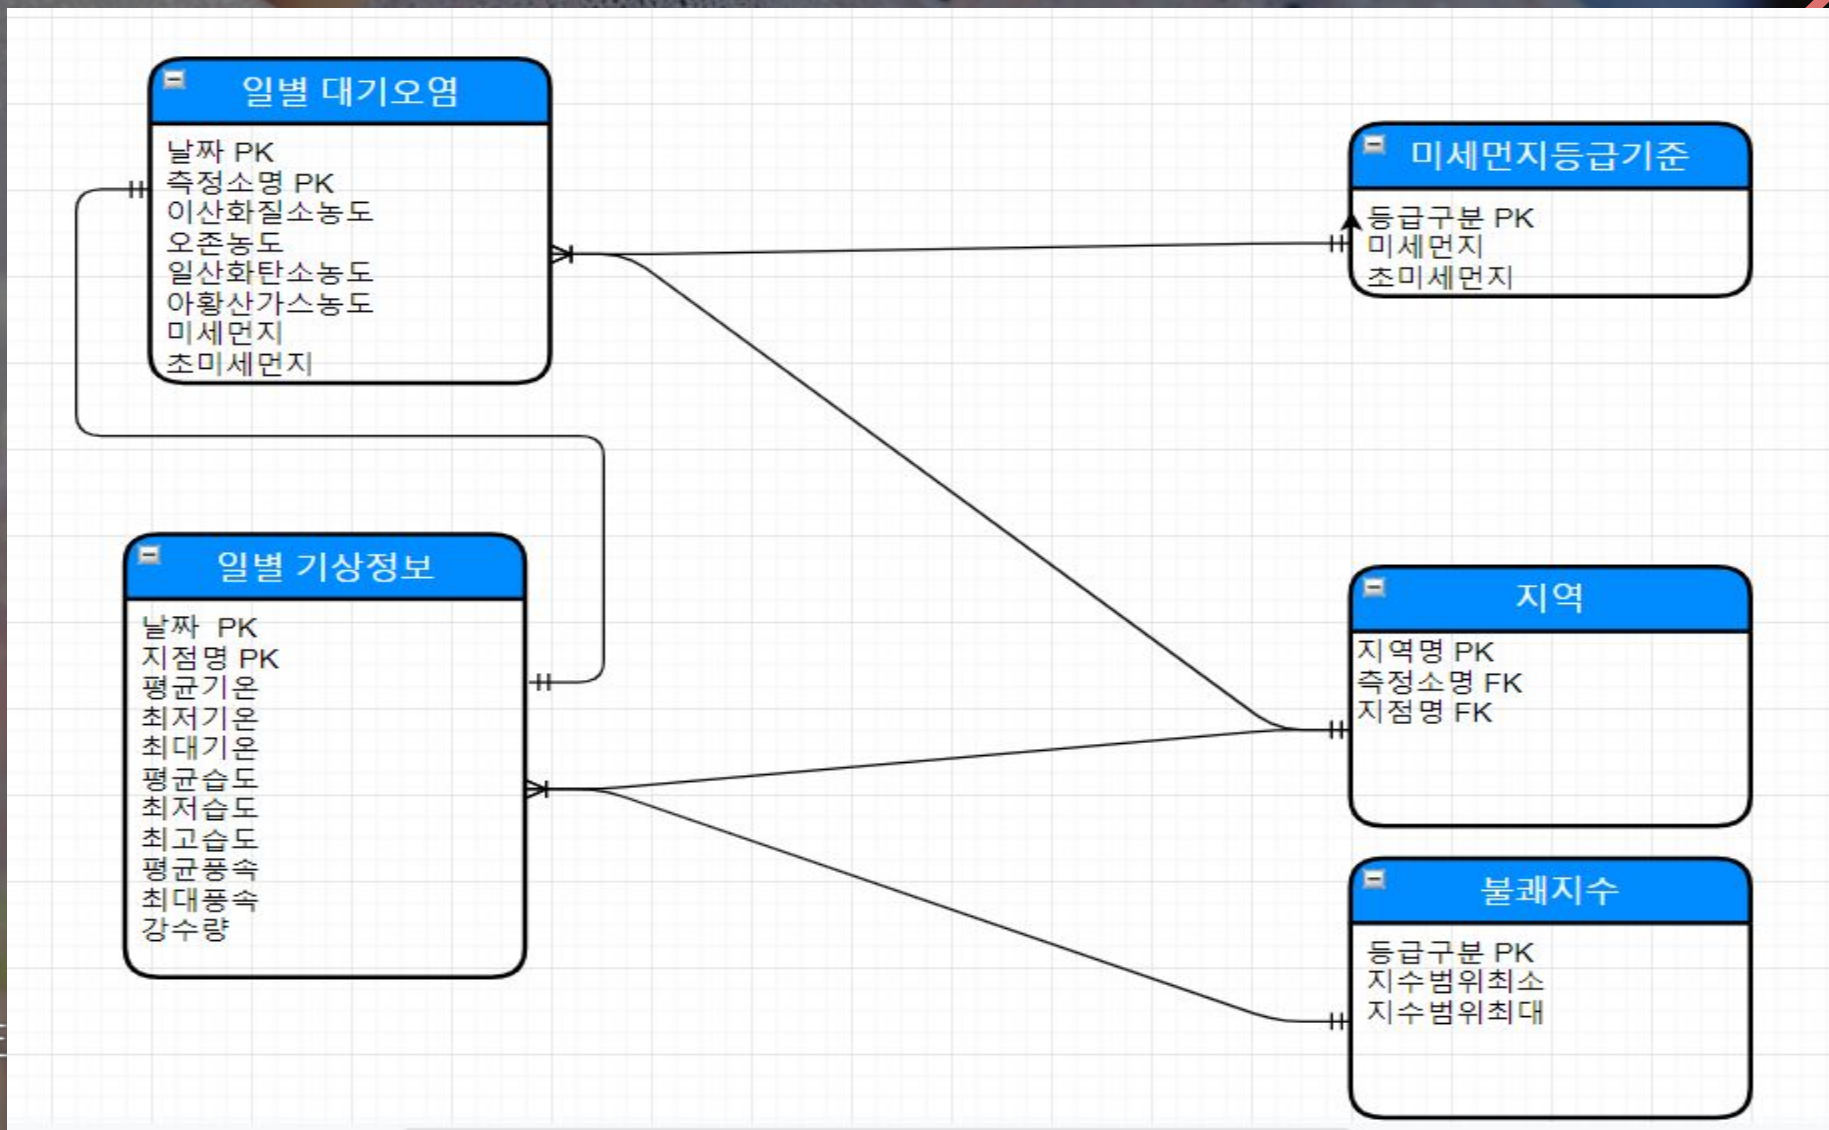 일별 대기오염
날짜 PK
측정소명 PK
이산화질소농도
오존농도
일산화탄소농도
아황산가스농도
미세먼지
초미세먼지
미세먼지등급기준
등급구분 PK
미세먼지
초미세먼지
일별 기상정보
날짜 PK
지점명 PK
평균기온
최저기온
최대기온
평균습도
최저습도
최고습도
평균풍속
최대풍속
강수량
지역
지역명 PK
측정소명 FK
지점명 FK
불쾌지수
등급구분 PK
지수범위최소
지수범위최대